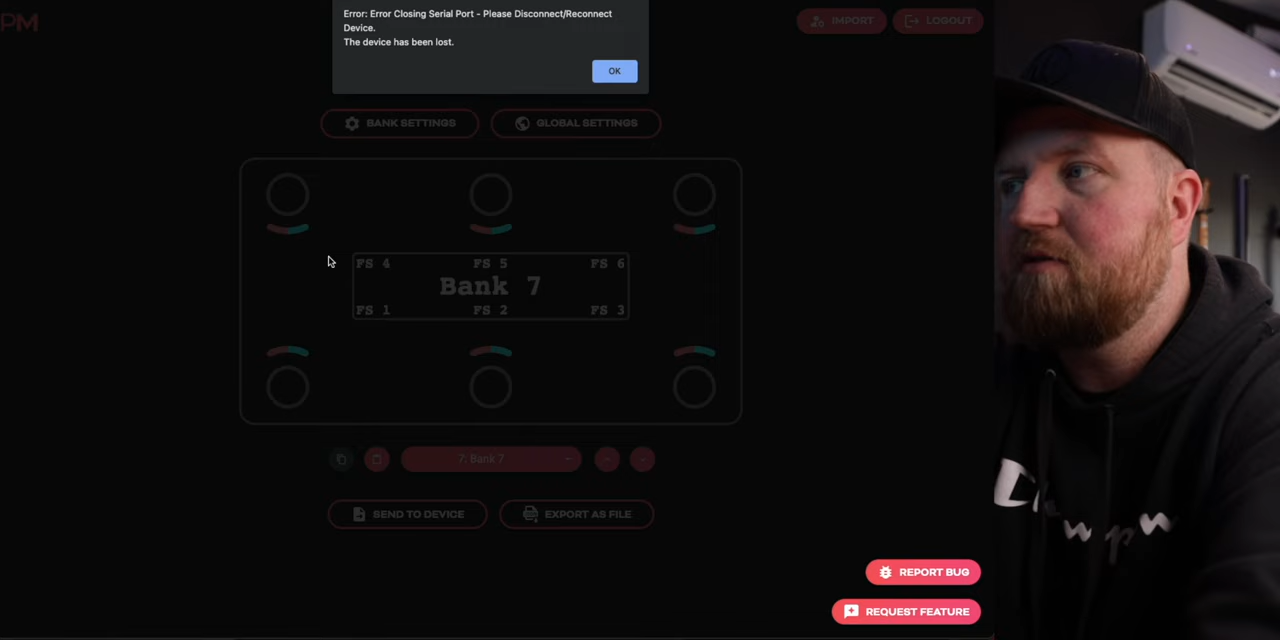 Error: Error Closing Serial Port - Please Disconnect/Reconnect
Device.
The device has been lost.
OK
PM
IMPORT
LOGOUT
BANK SETTINGS
GLOBAL SETTINGS
FS 4
FS 5
FS 6
Bank 7
FS 1
FS 2
FS 3
7: Bank 7
SEND TO DEVICE
EXPORT AS FILE
REPORT BUG
REQUEST FEATURE